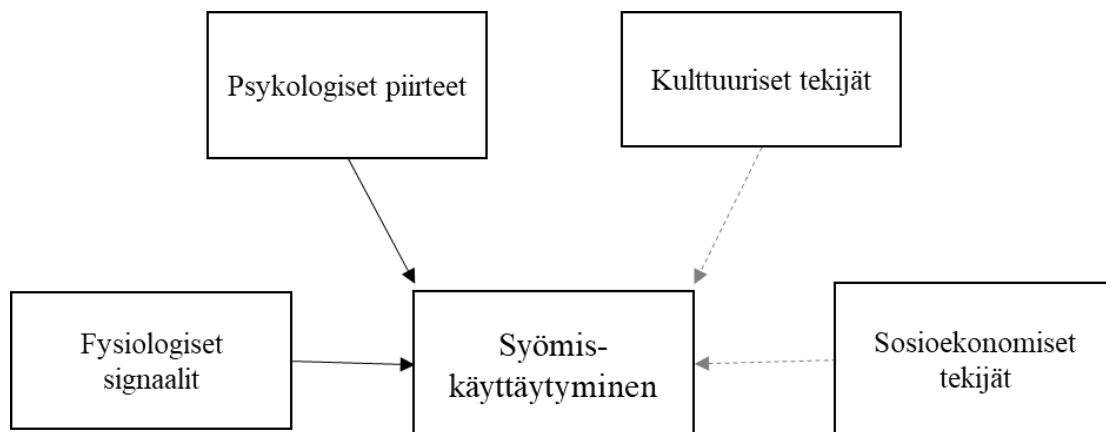 Psykologiset piirteet
Kulttuuriset tekijät
Fysiologiset
signaalit
Syömis-
käyttäytyminen
Sosioekonomiset
tekijät